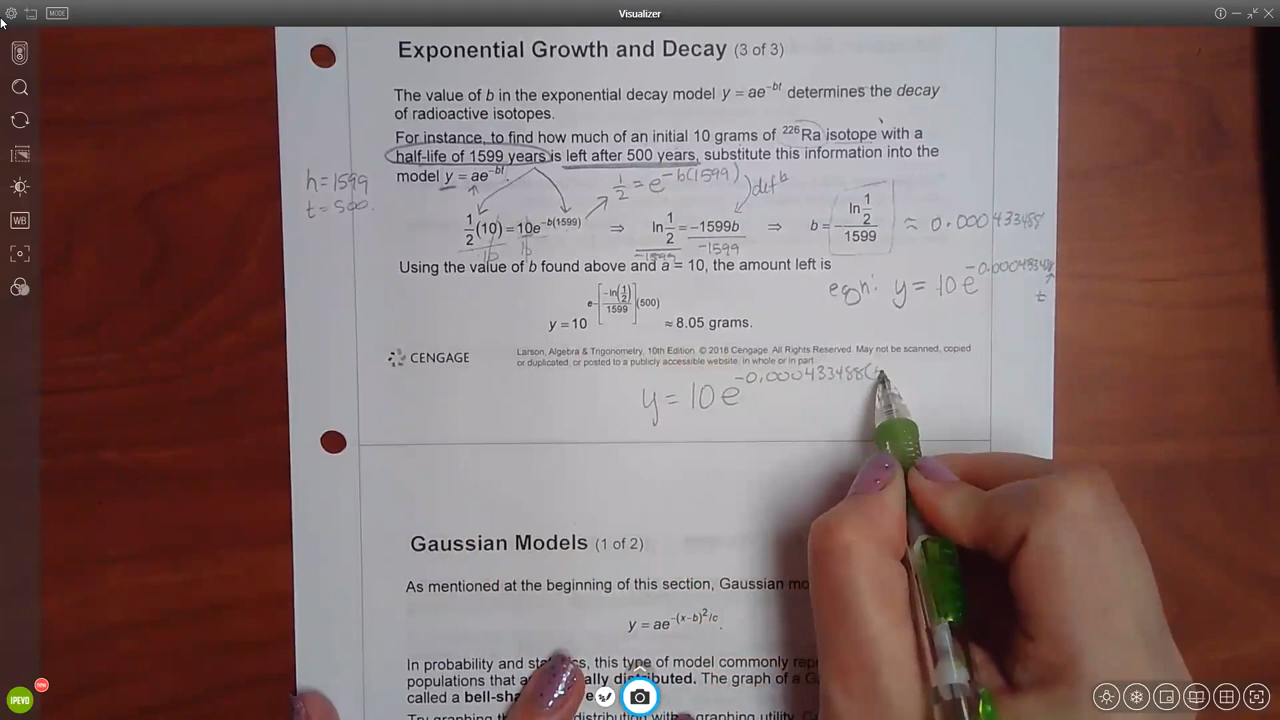 MODE
Visualizer
Exponential Growth and Decay (3 of 3)
The value of b in the exponential decay model y = ae^-bt determines the decay
of radioactive isotopes.
For instance, to find how much of an initial 10 grams of ²²⁶Ra isotope with a
half-life of 1599 years is left after 500 years, substitute this information into the
model y = ae^-bt.
h = 1599
t = 500.
1/2 = e^-b(1599)
def
1/2(10) = 10e^-b(1599) ⇒ ln 1/2 = -1599b ⇒ b = - ln 1/2 / 1599 ≈ 0.000433488
-1599 -1599
Using the value of b found above and a = 10, the amount left is
eqn: y = 10e^-0.000433488
t
y = 10 e-[-ln(1/2)/1599](500) ≈ 8.05 grams.
CENGAGE
Larson, Algebra & Trigonometry, 10th Edition. © 2018 Cengage. All Rights Reserved. May not be scanned, copied
or duplicated, or posted to a publicly accessible website, in whole or in part.
y = 10e^-0.000433488(
Gaussian Models (1 of 2)
As mentioned at the beginning of this section, Gaussian mo
y = ae^-(x-b)²/c.
In probability and
populations that distributed. The graph of a G
called a
distribution with
IPEVO